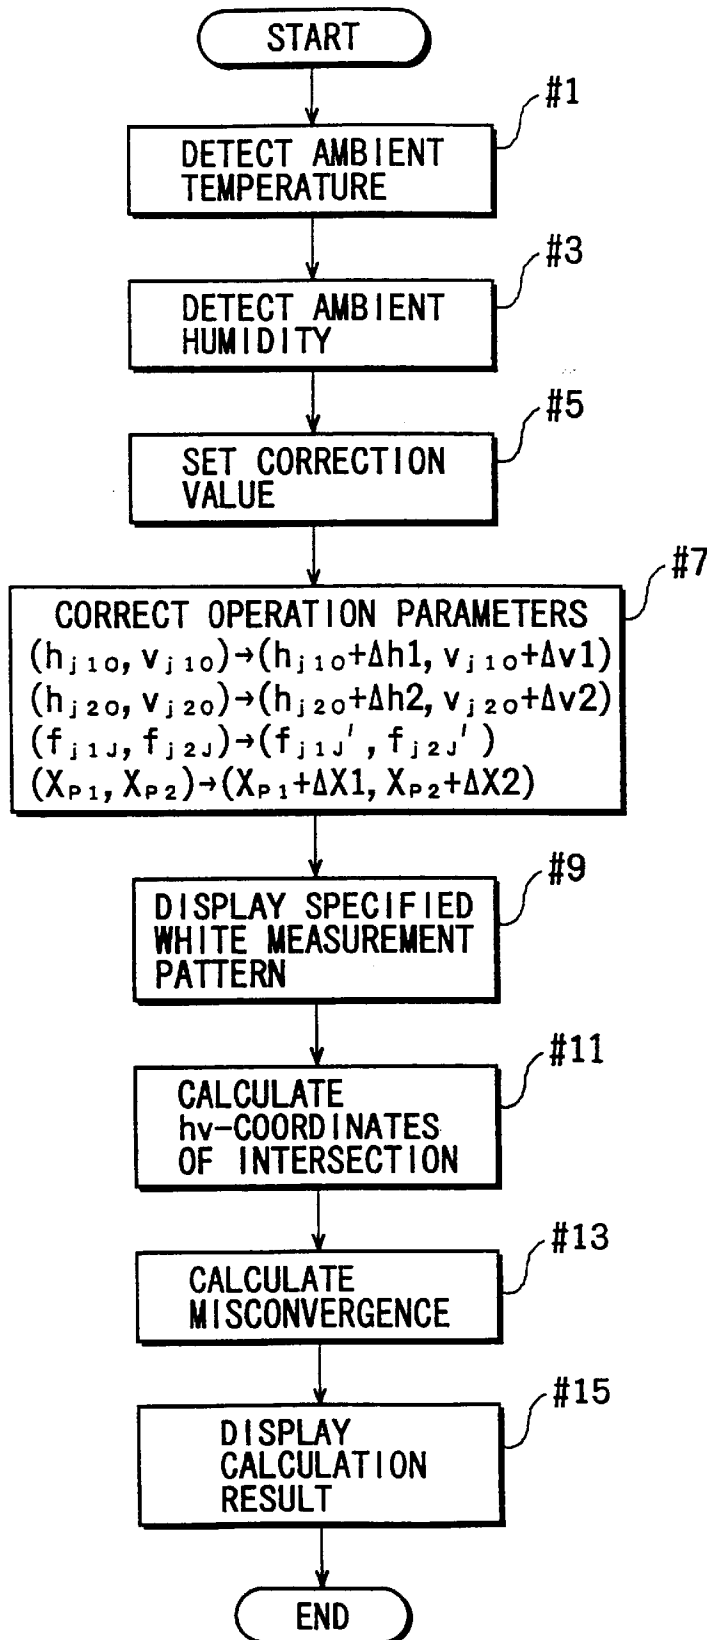 START
#1
DETECT AMBIENT
TEMPERATURE
#3
DETECT AMBIENT
HUMIDITY
#5
SET CORRECTION
VALUE
#7
CORRECT OPERATION PARAMETERS
(hj10, vj10)→(hj10+Δh1, vj10+Δv1)
(hj20, vj20)→(hj20+Δh2, vj20+Δv2)
(fj1J, fj2J)→(fj1J', fj2J')
(XP1, XP2)→(XP1+ΔX1, XP2+ΔX2)
#9
DISPLAY SPECIFIED
WHITE MEASUREMENT
PATTERN
#11
CALCULATE
hv-COORDINATES
OF INTERSECTION
#13
CALCULATE
MISCONVERGENCE
#15
DISPLAY
CALCULATION
RESULT
END